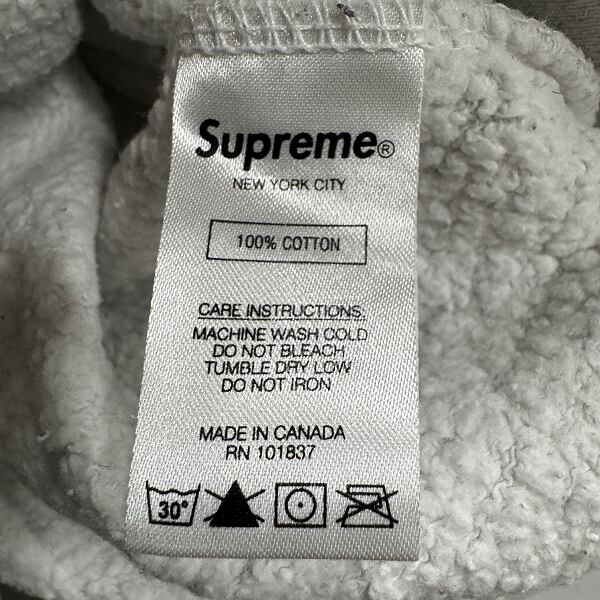 Supreme®
NEW YORK CITY
100% COTTON
CARE INSTRUCTIONS:
MACHINE WASH COLD
DO NOT BLEACH
TUMBLE DRY LOW
DO NOT IRON
MADE IN CANADA
RN 101837
30°